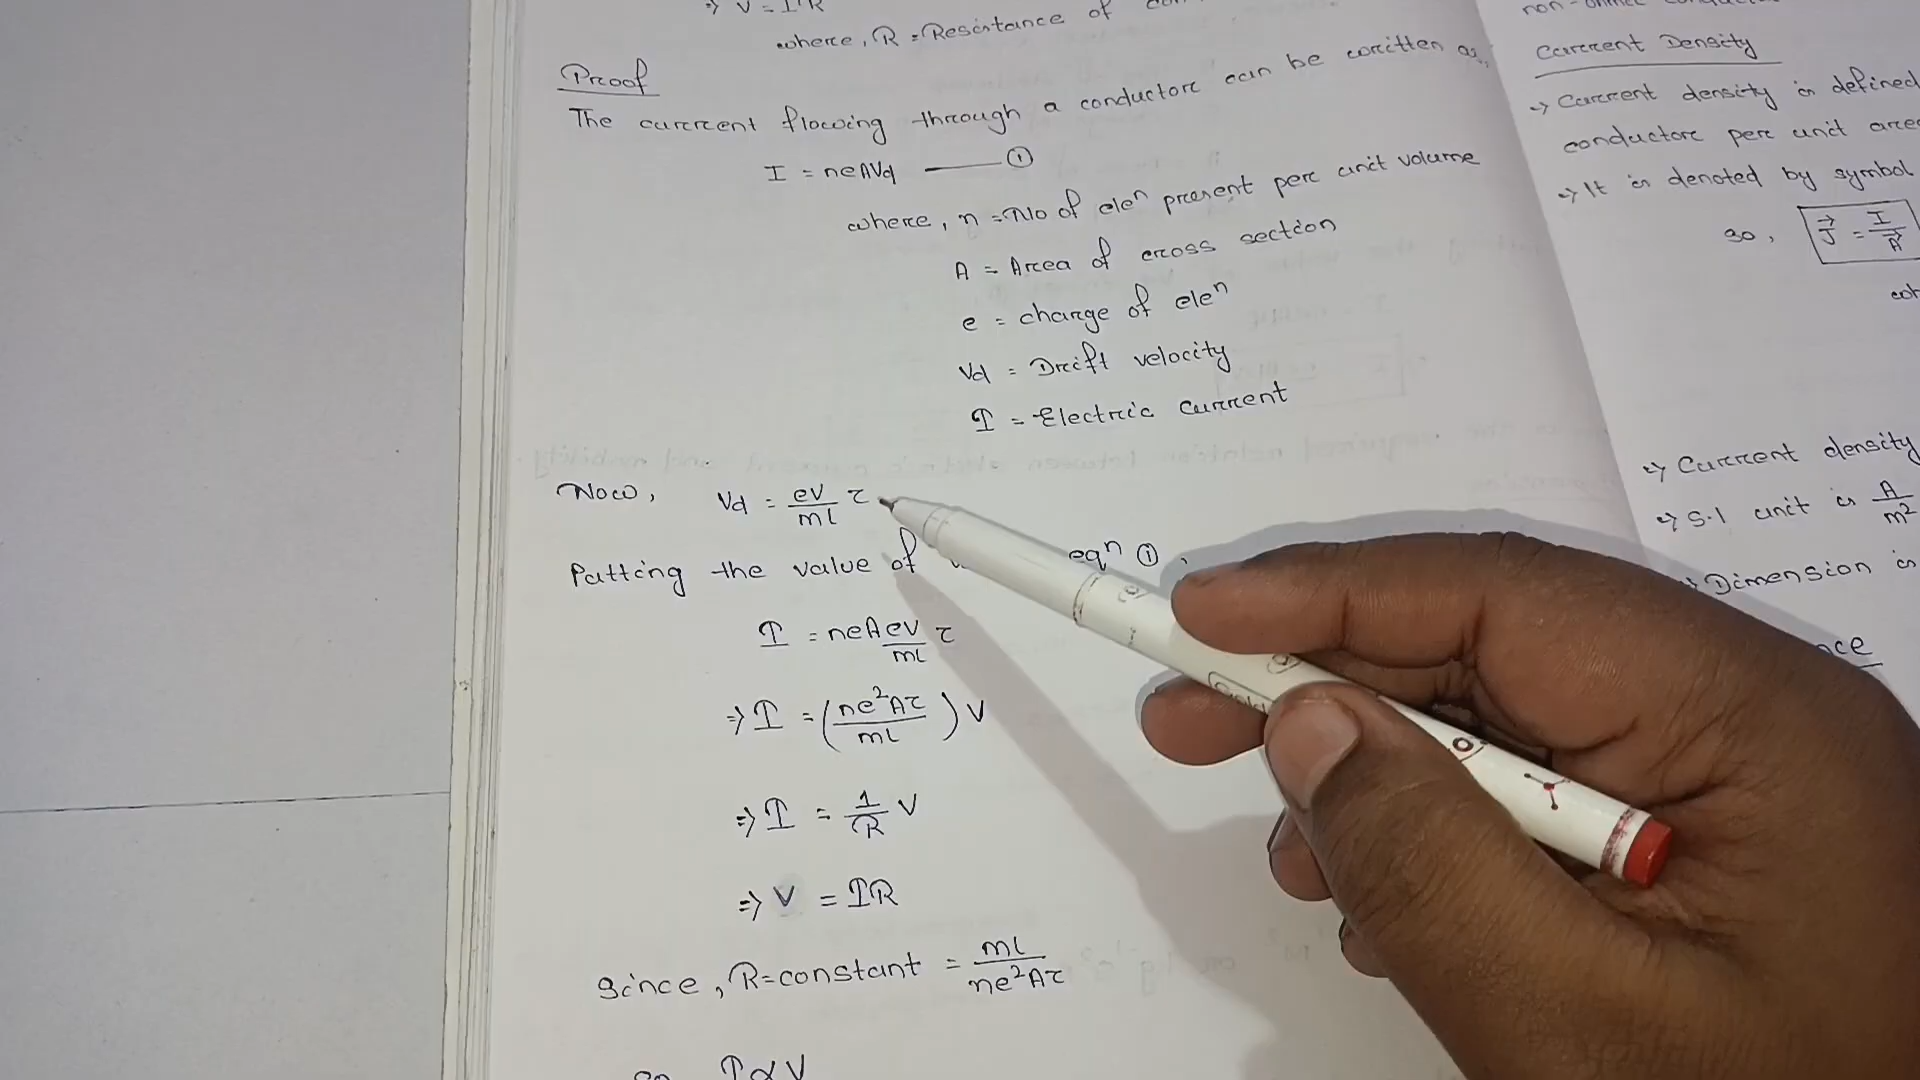 ⇒ V = IR
where, R = Resistance of
Proof
The current flowing through a conductor can be written as,
I = neAVd ——— ①
where, n = No of eleⁿ present per unit volume
A = Area of cross section
e = charge of eleⁿ
Vd = Drift velocity
I = Electric current
Now, Vd = eV/ml τ
Putting the value of eqⁿ ①,
I = neA eV/ml τ
⇒ I = (ne²Aτ/ml) V
⇒ I = 1/R V
⇒ V = IR
Since, R = constant = ml/ne²Aτ
so I ∝ V
Current Density
→ Current density is defined
conductor per unit area
→ It is denoted by symbol
so, J⃗ = I/A⃗
→ Current density
→ S.I unit is A/m²
→ Dimension is